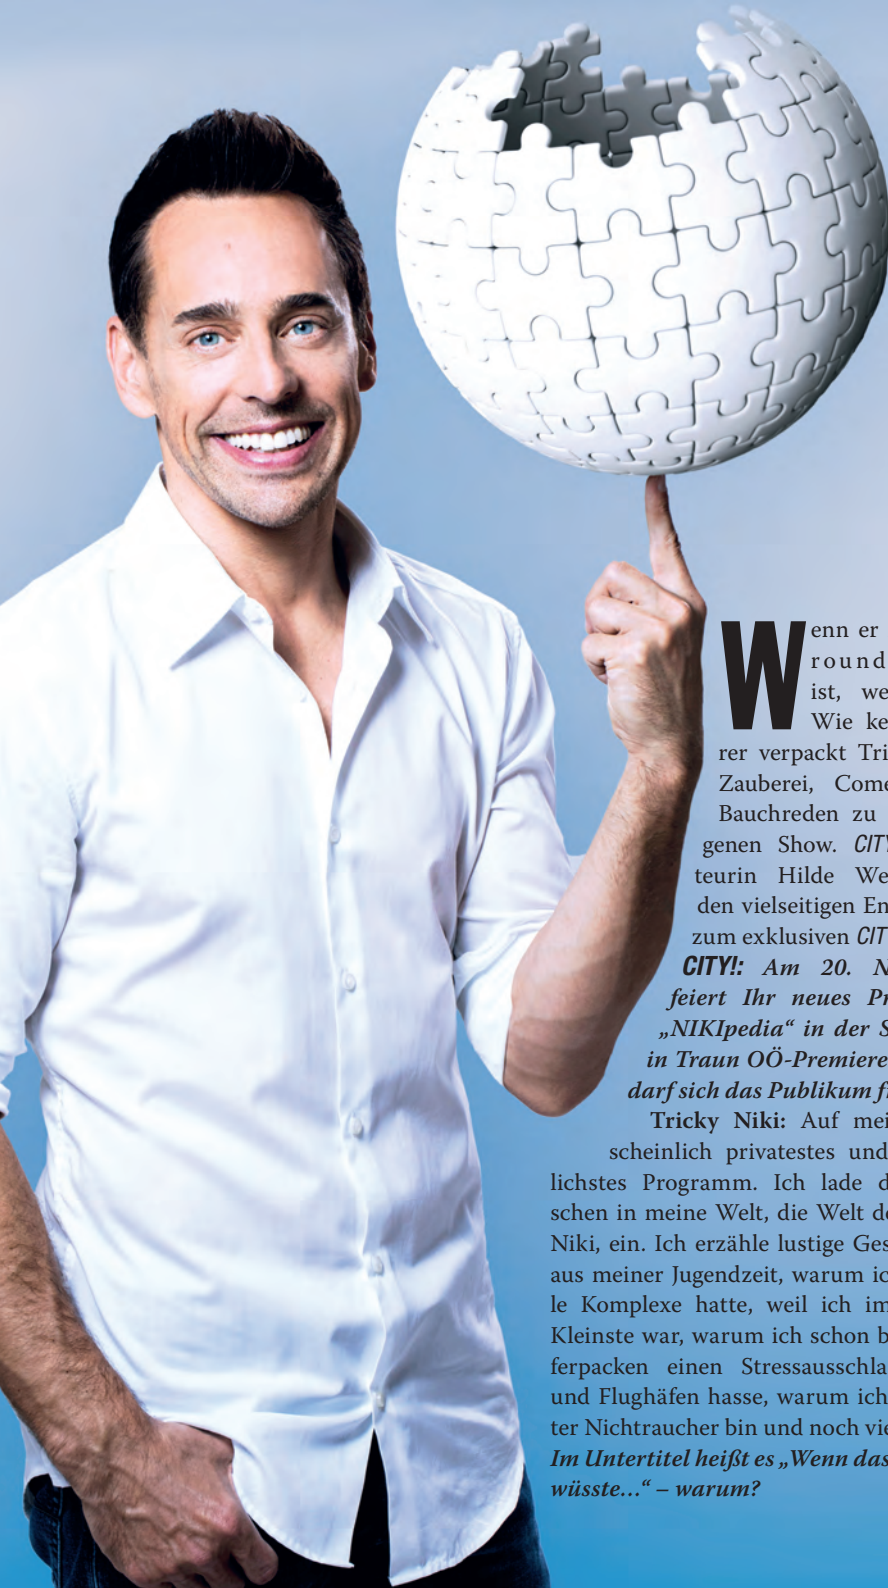 Wenn er
round
ist, we
Wie ke
rer verpackt Tri
Zauberei, Come
Bauchreden zu
genen Show. CITY
teurin Hilde We
den vielseitigen En
zum exklusiven CIT
CITY!: Am 20. N
feiert Ihr neues Pr
„NIKIpedia“ in der S
in Traun OÖ-Premiere
darf sich das Publikum f
Tricky Niki: Auf mei
scheinlich privatestes und
lichstes Programm. Ich lade d
schen in meine Welt, die Welt de
Niki, ein. Ich erzähle lustige Ges
aus meiner Jugendzeit, warum ic
le Komplexe hatte, weil ich im
Kleinste war, warum ich schon b
ferpacken einen Stressausschla
und Flughäfen hasse, warum ich
ter Nichtraucher bin und noch vie
Im Untertitel heißt es „Wenn das
wüsste...“ – warum?